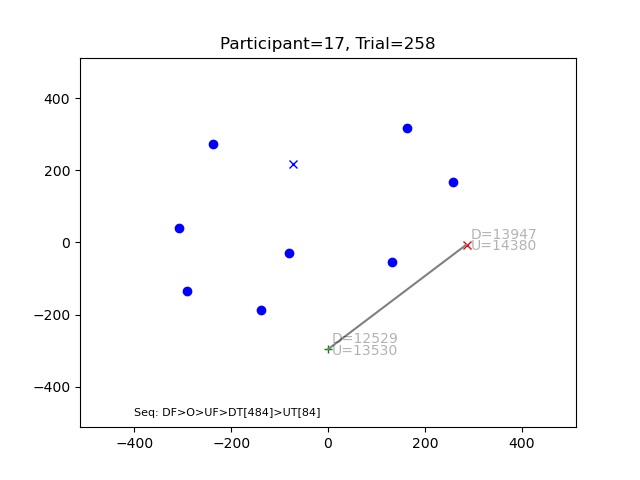 Participant=17, Trial=258
400
200
0
−200
−400
D=13947
U=14380
D=12529
U=13530
Seq: DF>O>UF>DT[484]>UT[84]
−400
−200
0
200
400